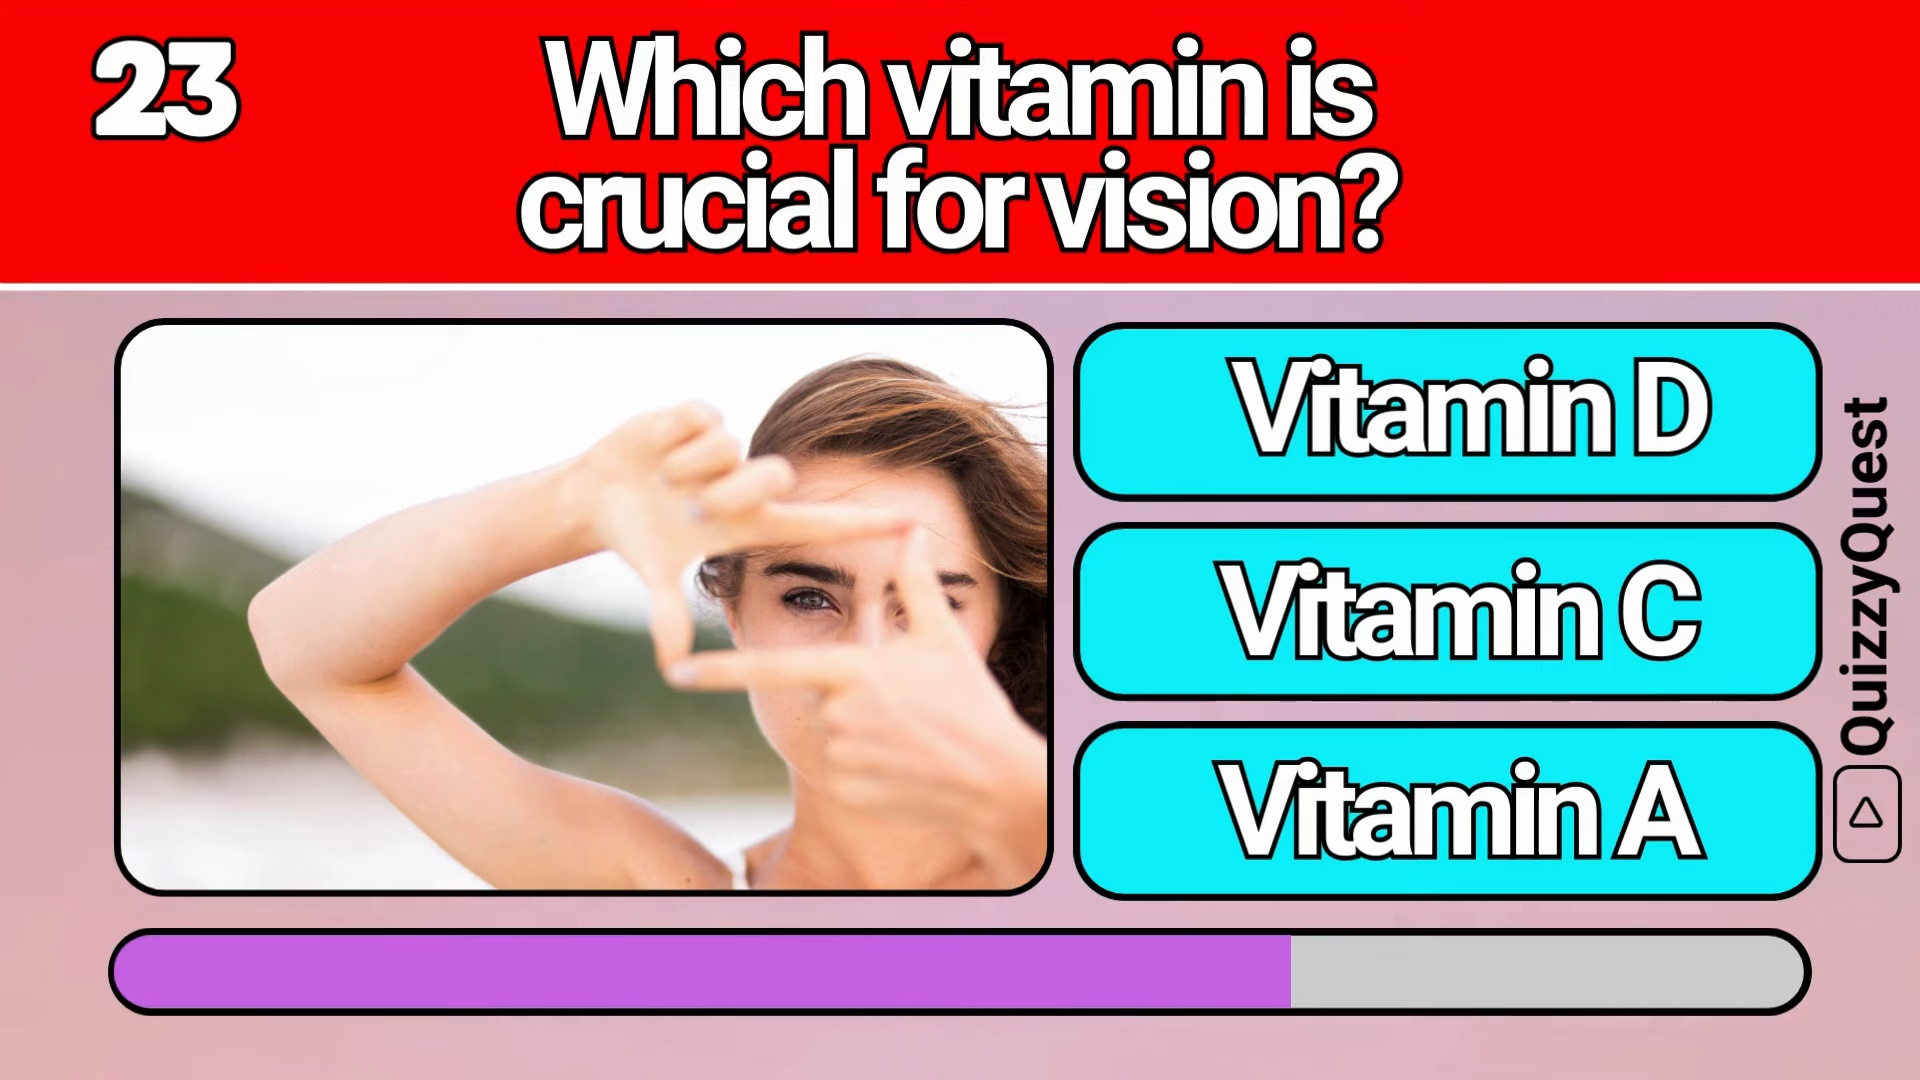 23
Which vitamin is
crucial for vision?
Vitamin D
Vitamin C
Vitamin A
QuizzyQuest